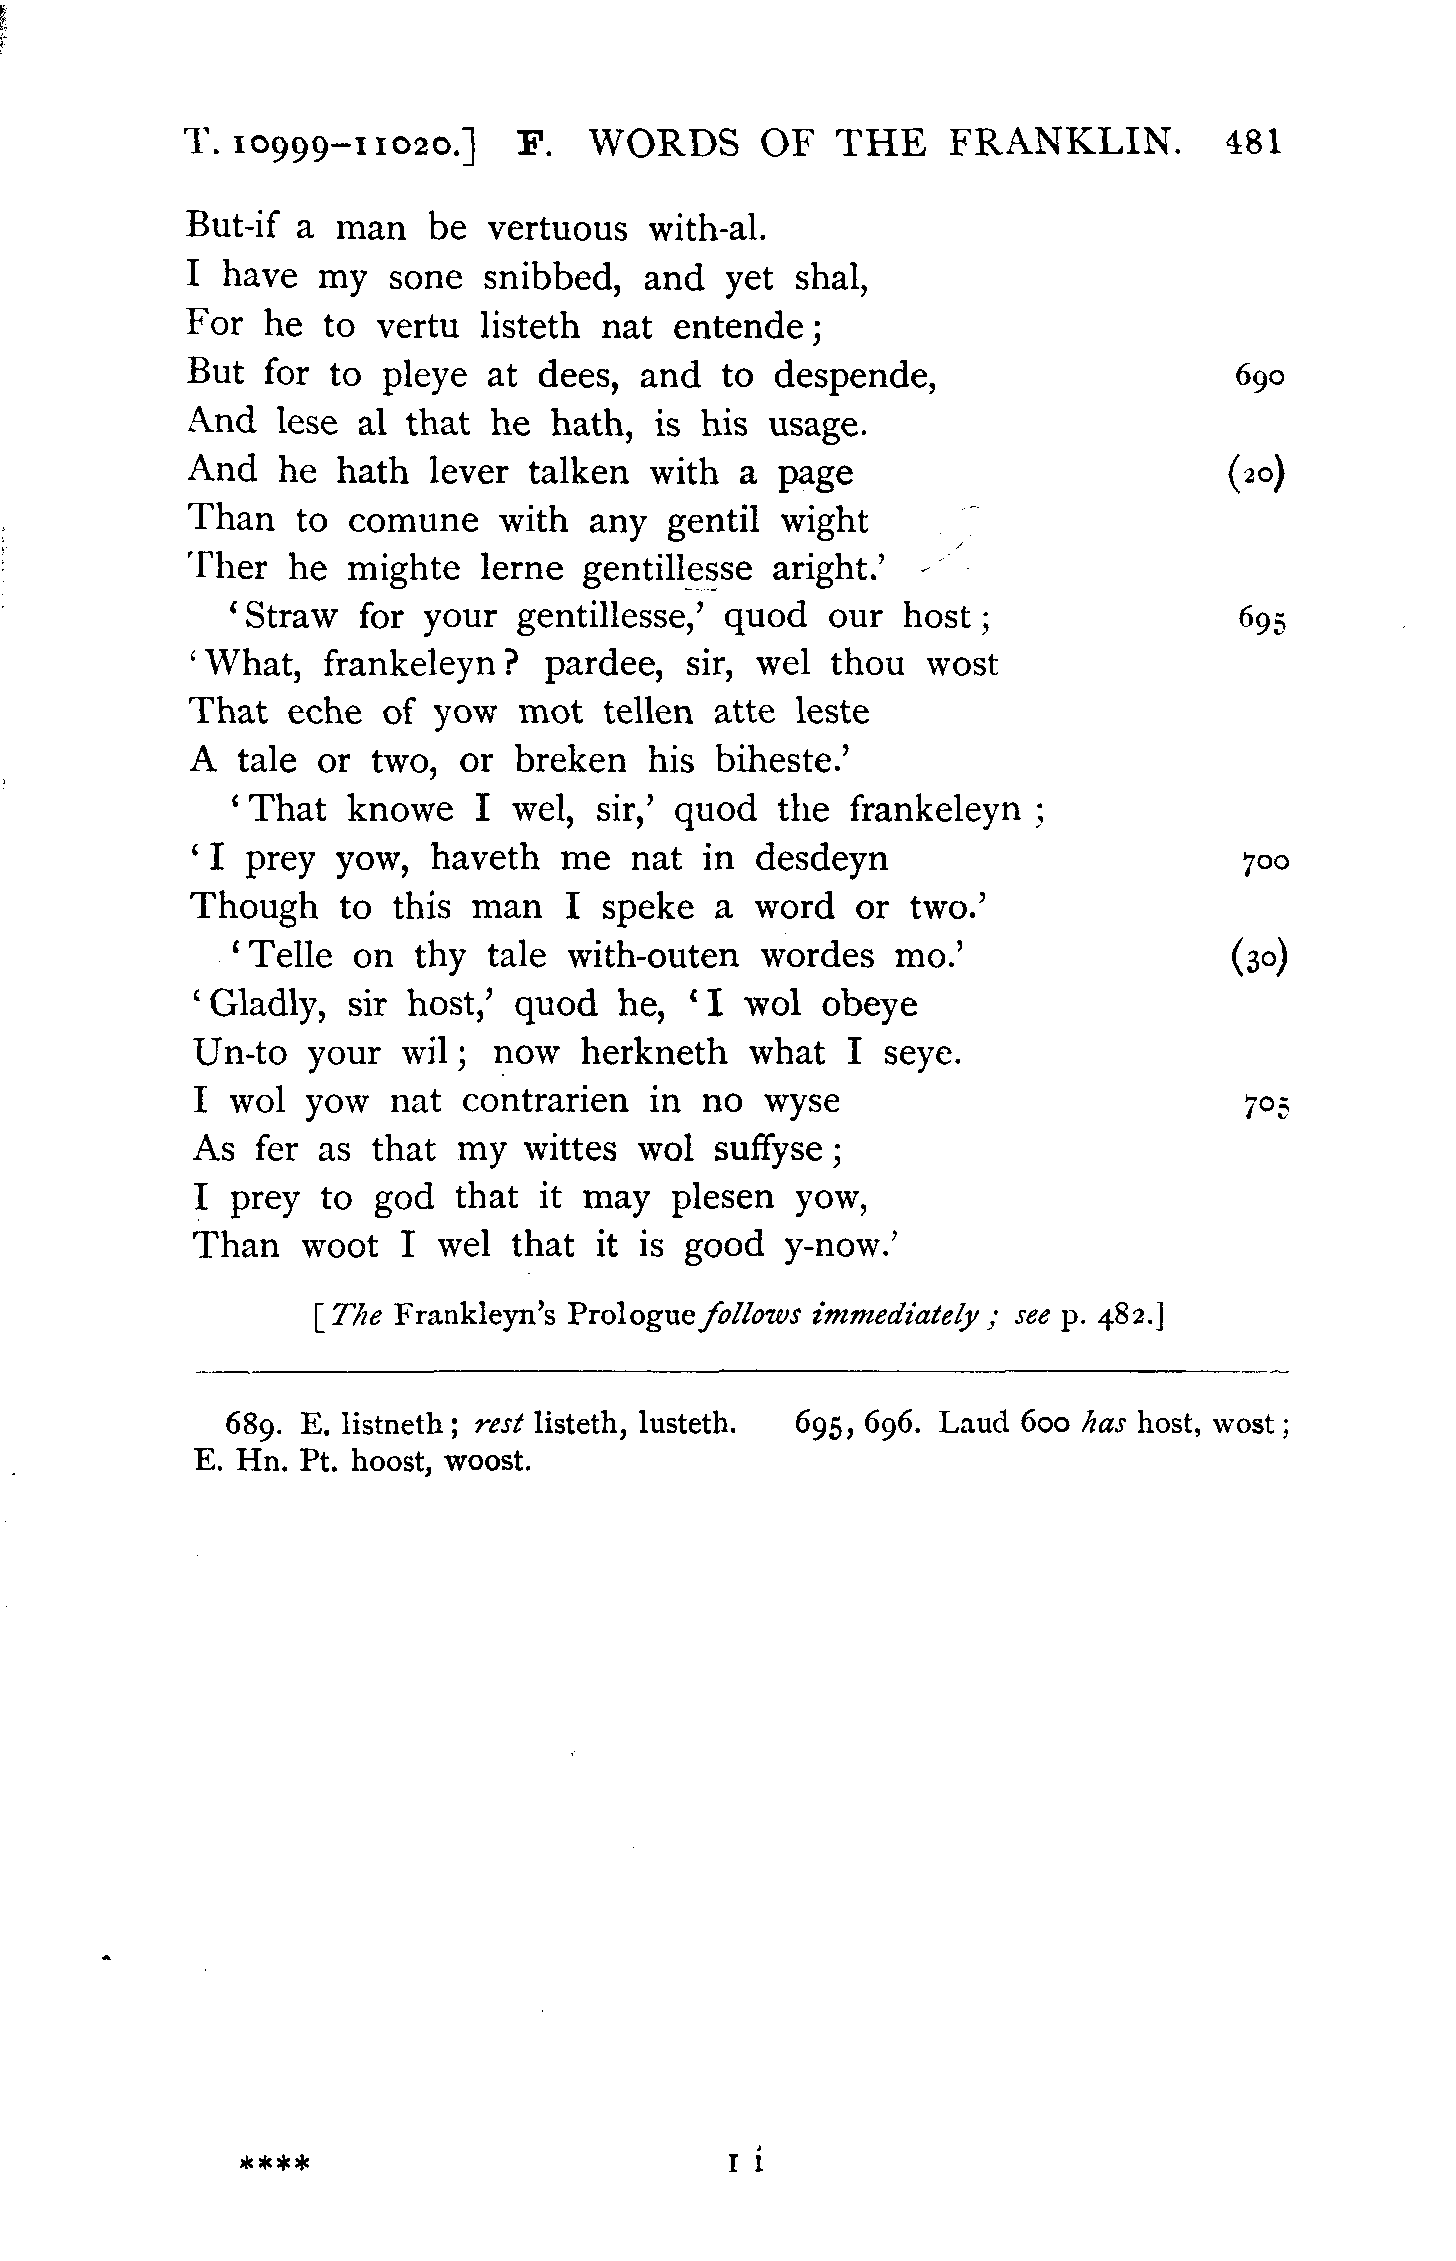 T. 10999-11020.] F. WORDS OF THE FRANKLIN. 481
But-if a man be vertuous with-al.
I have my sone snibbed, and yet shal,
For he to vertu listeth nat entende;
But for to pleye at dees, and to despende, 690
And lese al that he hath, is his usage.
And he hath lever talken with a page (20)
Than to comune with any gentil wight
Ther he mighte lerne gentillesse aright.’
‘Straw for your gentillesse,’ quod our host; 695
‘What, frankeleyn? pardee, sir, wel thou wost
That eche of yow mot tellen atte leste
A tale or two, or breken his biheste.’
‘That knowe I wel, sir,’ quod the frankeleyn;
‘I prey yow, haveth me nat in desdeyn 700
Though to this man I speke a word or two.’
‘Telle on thy tale with-outen wordes mo.’ (30)
‘Gladly, sir host,’ quod he, ‘I wol obeye
Un-to your wil; now herkneth what I seye.
I wol yow nat contrarien in no wyse 705
As fer as that my wittes wol suffyse;
I prey to god that it may plesen yow,
Than woot I wel that it is good y-now.’
[The Frankleyn’s Prologue follows immediately; see p. 482.]
689. E. listneth; rest listeth, lusteth. 695, 696. Laud 600 has host, wost;
E. Hn. Pt. hoost, woost.
**** I i